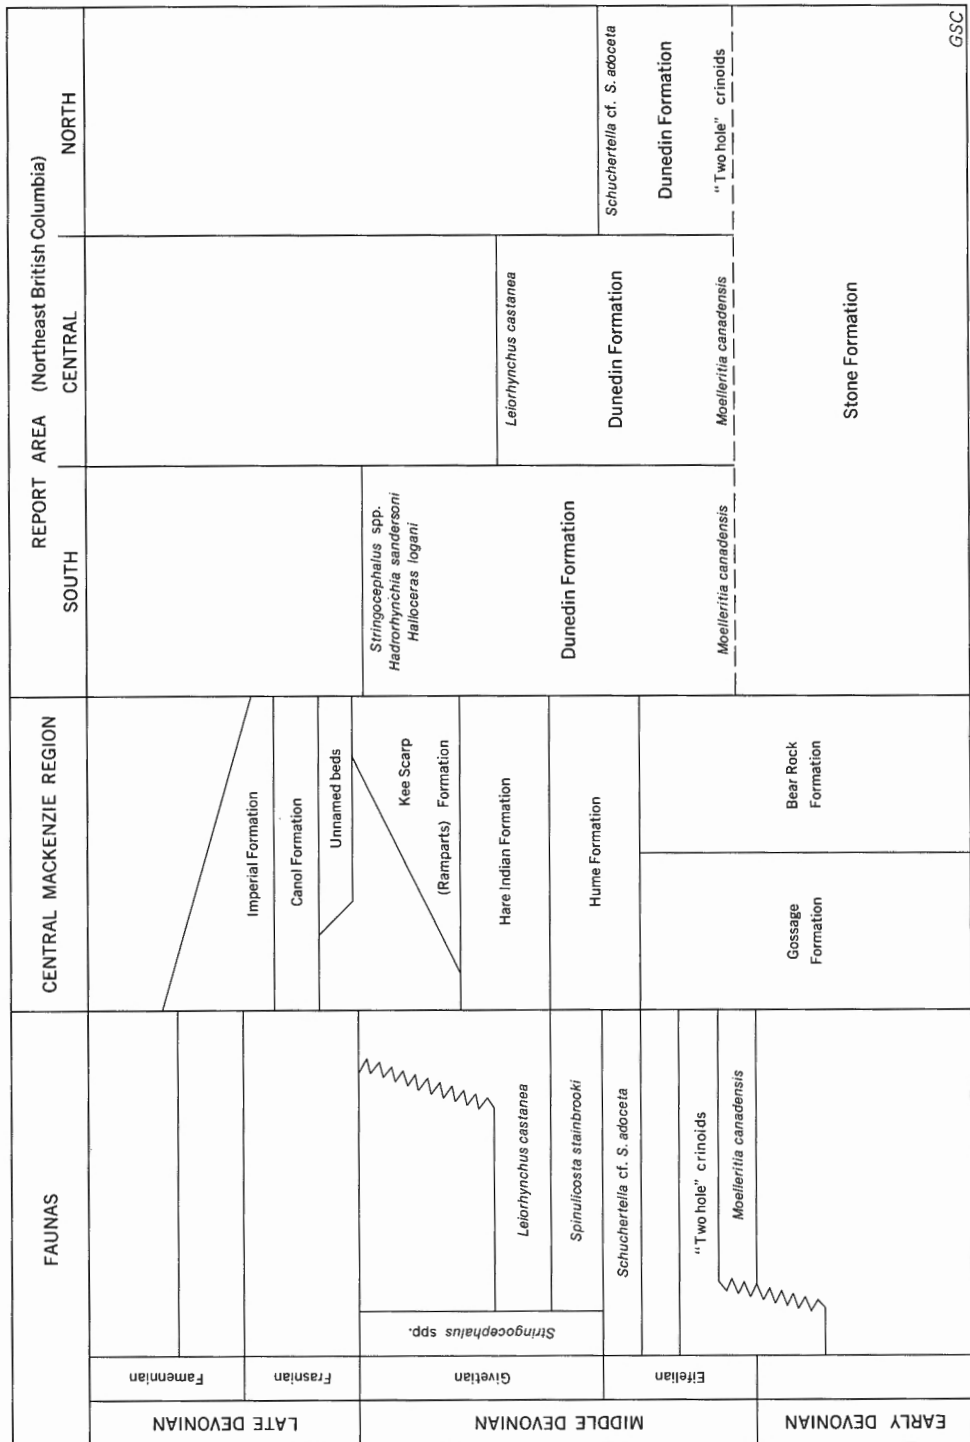 FAUNAS
CENTRAL MACKENZIE REGION
REPORT AREA (Northeast British Columbia)
SOUTH
CENTRAL
NORTH
LATE DEVONIAN
Famennian
Frasnian
MIDDLE DEVONIAN
Givetian
Eifelian
EARLY DEVONIAN
Stringocephalus spp.
Leiorhynchus castanea
Spinulicosta stainbrooki
Schuchertella cf. S. adoceta
"Two hole" crinoids
Moelleritia canadensis
Imperial Formation
Canol Formation
Unnamed beds
Kee Scarp
(Ramparts) Formation
Hare Indian Formation
Hume Formation
Gossage
Formation
Bear Rock
Formation
Stringocephalus spp.
Hadrorhynchia sandersoni
Halloceras logani
Dunedin Formation
Moelleritia canadensis
Leiorhynchus castanea
Dunedin Formation
Moelleritia canadensis
Schuchertella cf. S. adoceta
Dunedin Formation
"Two hole" crinoids
Stone Formation
GSC